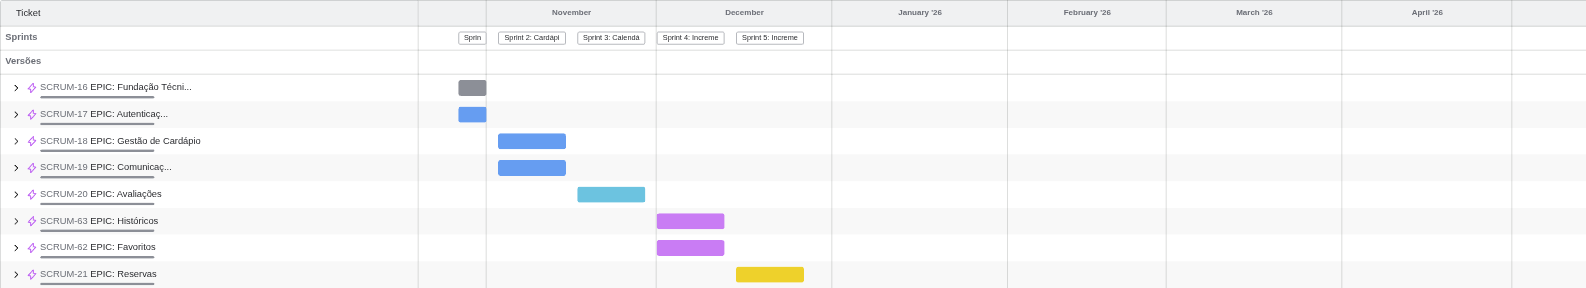 Ticket November December January '26 February '26 March '26 April '26
Sprints Sprin Sprint 2: Cardápi Sprint 3: Calendá Sprint 4: Increme Sprint 5: Increme
Versões
SCRUM-16 EPIC: Fundação Técni...
SCRUM-17 EPIC: Autenticaç...
SCRUM-18 EPIC: Gestão de Cardápio
SCRUM-19 EPIC: Comunicaç...
SCRUM-20 EPIC: Avaliações
SCRUM-63 EPIC: Históricos
SCRUM-62 EPIC: Favoritos
SCRUM-21 EPIC: Reservas